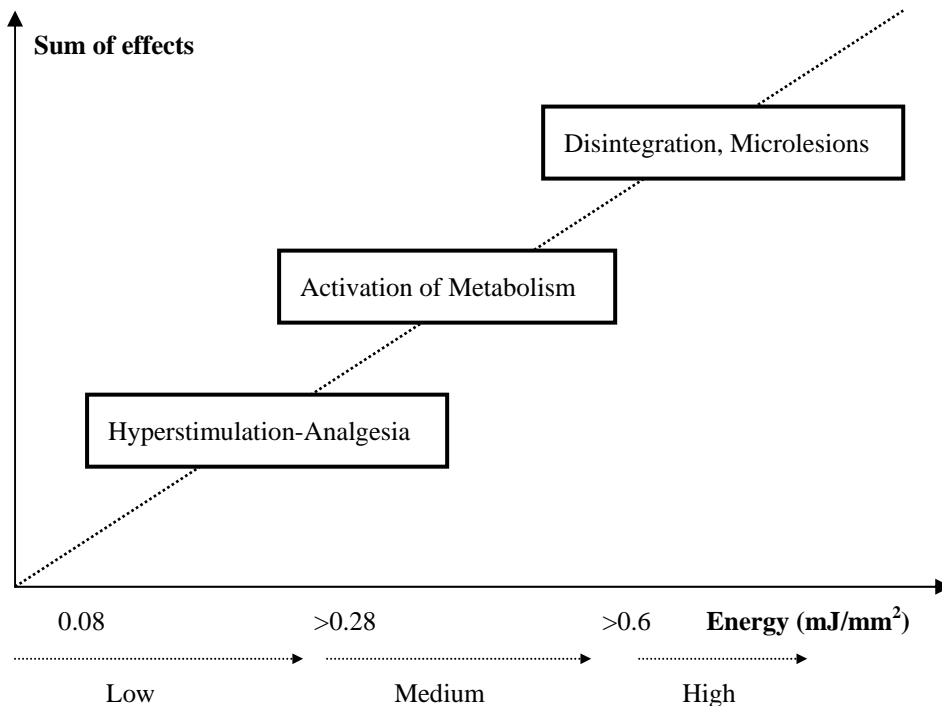 Sum of effects
Disintegration, Microlesions
Activation of Metabolism
Hyperstimulation-Analgesia
0.08 >0.28 >0.6 Energy (mJ/mm²)
Low Medium High